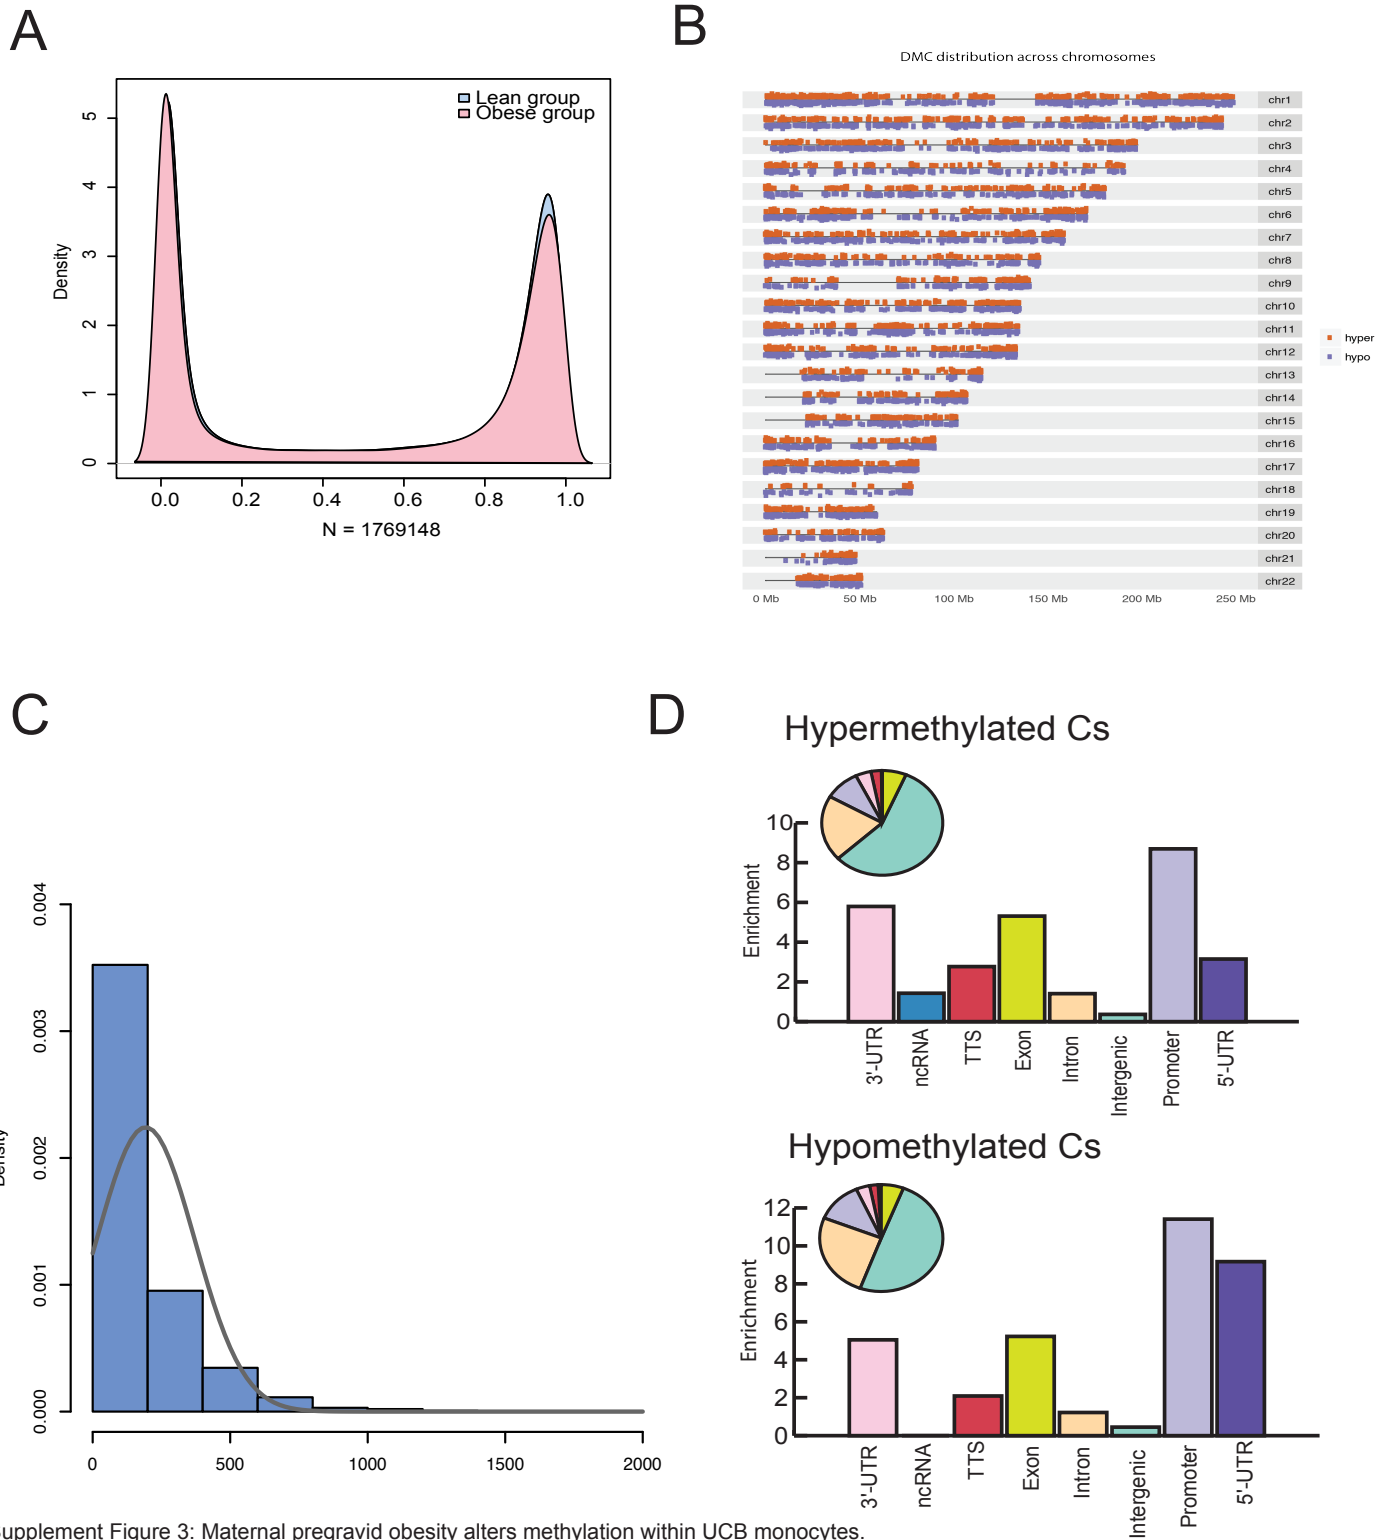 A
Lean group
Obese group
Density
5
4
3
2
1
0
0.0 0.2 0.4 0.6 0.8 1.0
N = 1769148
B
DMC distribution across chromosomes
chr1
chr2
chr3
chr4
chr5
chr6
chr7
chr8
chr9
chr10
chr11
chr12
chr13
chr14
chr15
chr16
chr17
chr18
chr19
chr20
chr21
chr22
0 Mb 50 Mb 100 Mb 150 Mb 200 Mb 250 Mb
hyper
hypo
C
Density
0.004
0.003
0.002
0.001
0.000
0 500 1000 1500 2000
D
Hypermethylated Cs
Enrichment
10
8
6
4
2
0
3'-UTR ncRNA TTS Exon Intron Intergenic Promoter 5'-UTR
Hypomethylated Cs
Enrichment
12
10
8
6
4
2
0
3'-UTR ncRNA TTS Exon Intron Intergenic Promoter 5'-UTR
Supplement Figure 3: Maternal pregravid obesity alters methylation within UCB monocytes.